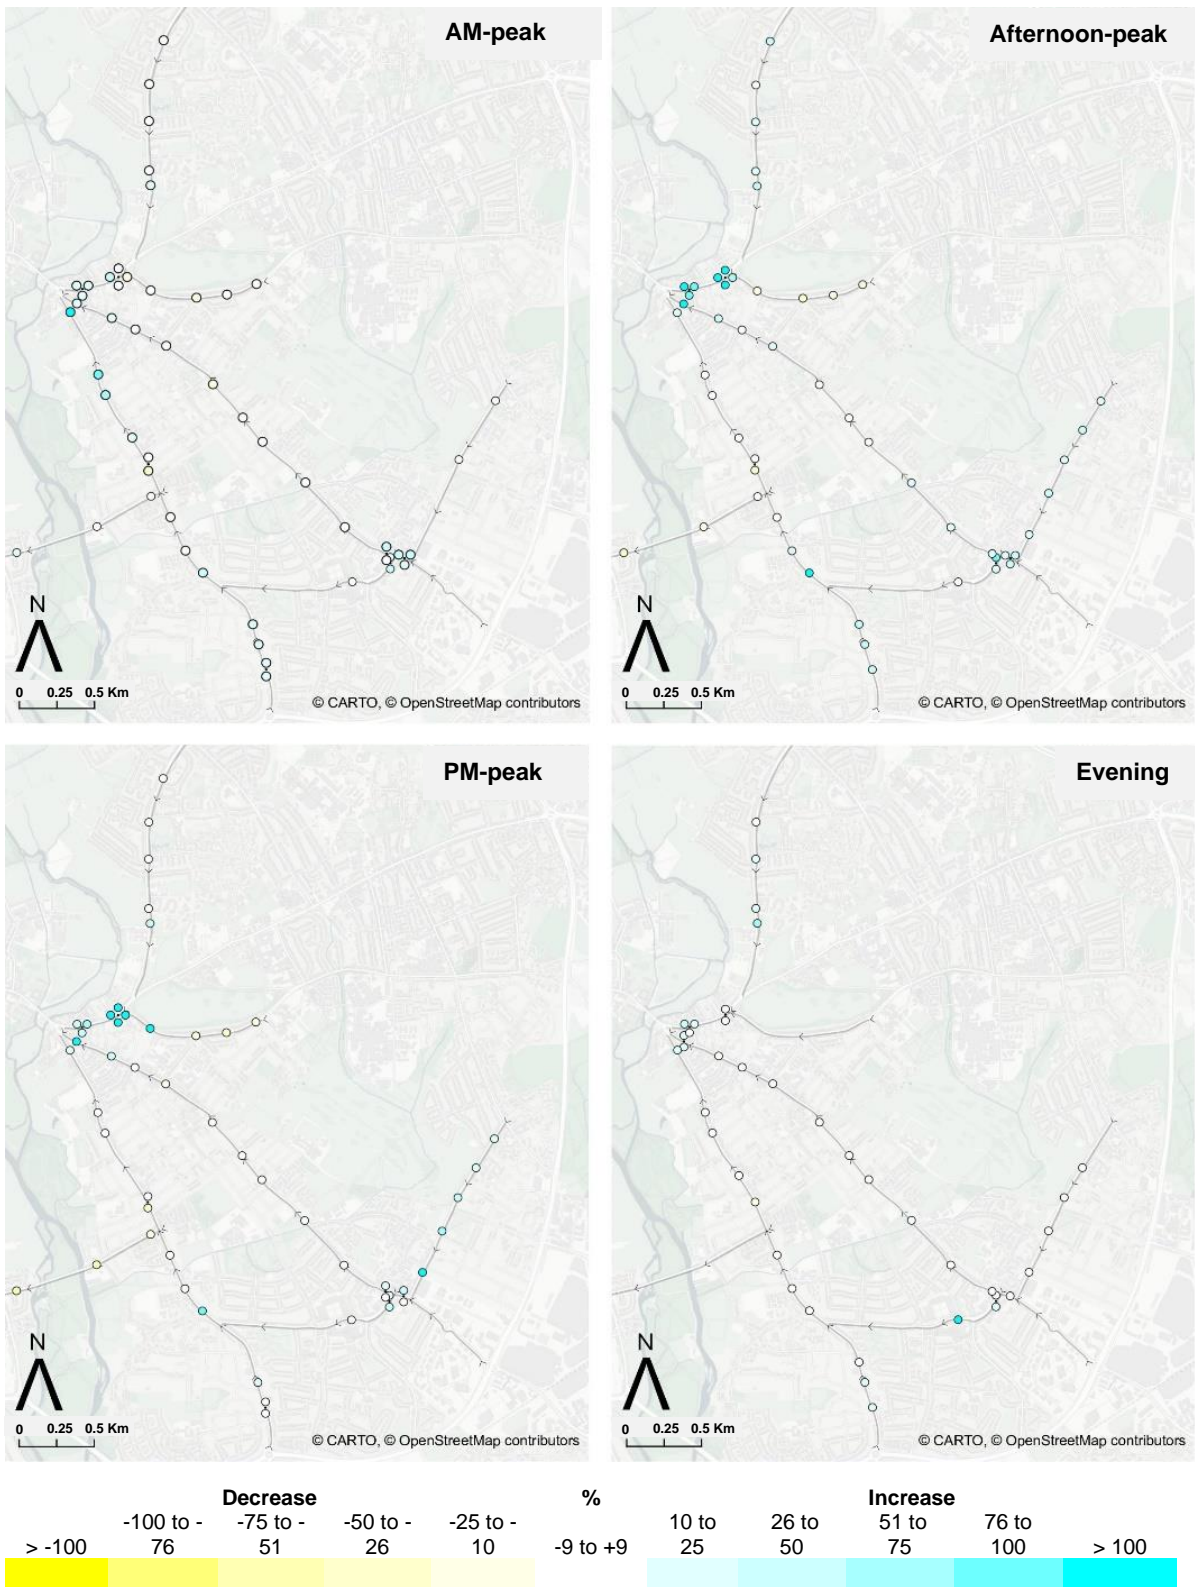 AM-peak
Afternoon-peak
N
0 0.25 0.5 Km
© CARTO, © OpenStreetMap contributors
N
0 0.25 0.5 Km
© CARTO, © OpenStreetMap contributors
PM-peak
Evening
N
0 0.25 0.5 Km
© CARTO, © OpenStreetMap contributors
N
0 0.25 0.5 Km
© CARTO, © OpenStreetMap contributors
Decrease % Increase
-100 to - -75 to - -50 to - -25 to - 10 to 26 to 51 to 76 to
> -100 76 51 26 10 -9 to +9 25 50 75 100 > 100